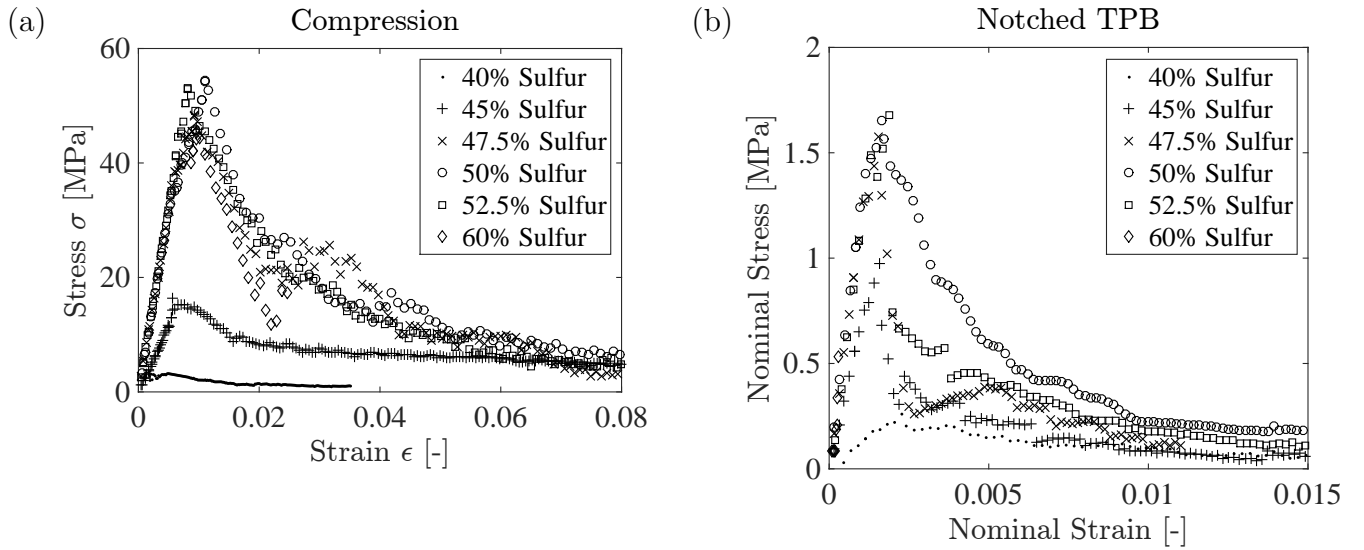 (a)
Compression
Stress σ [MPa]
60
40
20
0
0
0.02
0.04
0.06
0.08
Strain ϵ [-]
40% Sulfur
45% Sulfur
47.5% Sulfur
50% Sulfur
52.5% Sulfur
60% Sulfur
(b)
Notched TPB
Nominal Stress [MPa]
2
1.5
1
0.5
0
0
0.005
0.01
0.015
Nominal Strain [-]
40% Sulfur
45% Sulfur
47.5% Sulfur
50% Sulfur
52.5% Sulfur
60% Sulfur